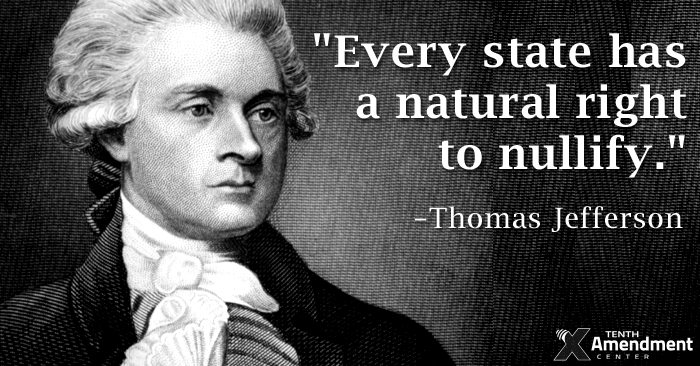 "Every state has
a natural right
to nullify."
–Thomas Jefferson
TENTH
Amendment
CENTER